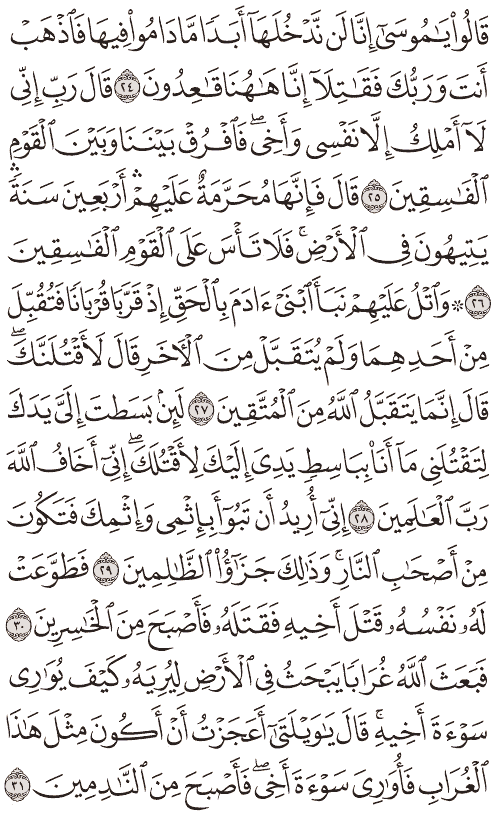 قَالُواْ يَٰمُوسَىٰٓ إِنَّا لَن نَّدۡخُلَهَآ أَبَدٗا مَّا دَامُواْ فِيهَا فَٱذۡهَبۡ
أَنتَ وَرَبُّكَ فَقَٰتِلَآ إِنَّا هَٰهُنَا قَٰعِدُونَ ٢٤ قَالَ رَبِّ إِنِّي
لَآ أَمۡلِكُ إِلَّا نَفۡسِي وَأَخِيۖ فَٱفۡرُقۡ بَيۡنَنَا وَبَيۡنَ ٱلۡقَوۡمِ
ٱلۡفَٰسِقِينَ ٢٥ قَالَ فَإِنَّهَا مُحَرَّمَةٌ عَلَيۡهِمۡۛ أَرۡبَعِينَ سَنَةٗۛ
يَتِيهُونَ فِي ٱلۡأَرۡضِۚ فَلَا تَأۡسَ عَلَى ٱلۡقَوۡمِ ٱلۡفَٰسِقِينَ
٢٦ ۞ وَٱتۡلُ عَلَيۡهِمۡ نَبَأَ ٱبۡنَيۡ ءَادَمَ بِٱلۡحَقِّ إِذۡ قَرَّبَا قُرۡبَانٗا فَتُقُبِّلَ
مِنۡ أَحَدِهِمَا وَلَمۡ يُتَقَبَّلۡ مِنَ ٱلۡأٓخَرِ قَالَ لَأَقۡتُلَنَّكَۖ
قَالَ إِنَّمَا يَتَقَبَّلُ ٱللَّهُ مِنَ ٱلۡمُتَّقِينَ ٢٧ لَئِنۢ بَسَطتَ إِلَيَّ يَدَكَ
لِتَقۡتُلَنِي مَآ أَنَا۠ بِبَاسِطٖ يَدِيَ إِلَيۡكَ لِأَقۡتُلَكَۖ إِنِّيٓ أَخَافُ ٱللَّهَ
رَبَّ ٱلۡعَٰلَمِينَ ٢٨ إِنِّيٓ أُرِيدُ أَن تَبُوٓأَ بِإِثۡمِي وَإِثۡمِكَ فَتَكُونَ
مِنۡ أَصۡحَٰبِ ٱلنَّارِۚ وَذَٰلِكَ جَزَٰٓؤُاْ ٱلظَّٰلِمِينَ ٢٩ فَطَوَّعَتۡ
لَهُۥ نَفۡسُهُۥ قَتۡلَ أَخِيهِ فَقَتَلَهُۥ فَأَصۡبَحَ مِنَ ٱلۡخَٰسِرِينَ ٣٠
فَبَعَثَ ٱللَّهُ غُرَابٗا يَبۡحَثُ فِي ٱلۡأَرۡضِ لِيُرِيَهُۥ كَيۡفَ يُوَٰرِي
سَوۡءَةَ أَخِيهِۚ قَالَ يَٰوَيۡلَتَىٰٓ أَعَجَزۡتُ أَنۡ أَكُونَ مِثۡلَ هَٰذَا
ٱلۡغُرَابِ فَأُوَٰرِيَ سَوۡءَةَ أَخِيۖ فَأَصۡبَحَ مِنَ ٱلنَّٰدِمِينَ ٣١